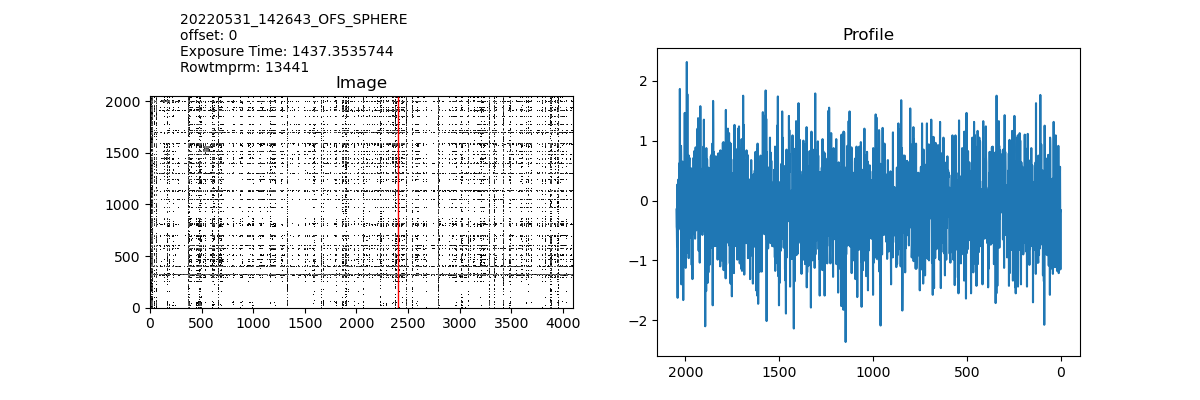 20220531_142643_OFS_SPHERE
offset: 0
Exposure Time: 1437.3535744
Rowtmprm: 13441
Image
2000
1500
1000
500
0
0 500 1000 1500 2000 2500 3000 3500 4000
Profile
2
1
0
−1
−2
2000 1500 1000 500 0